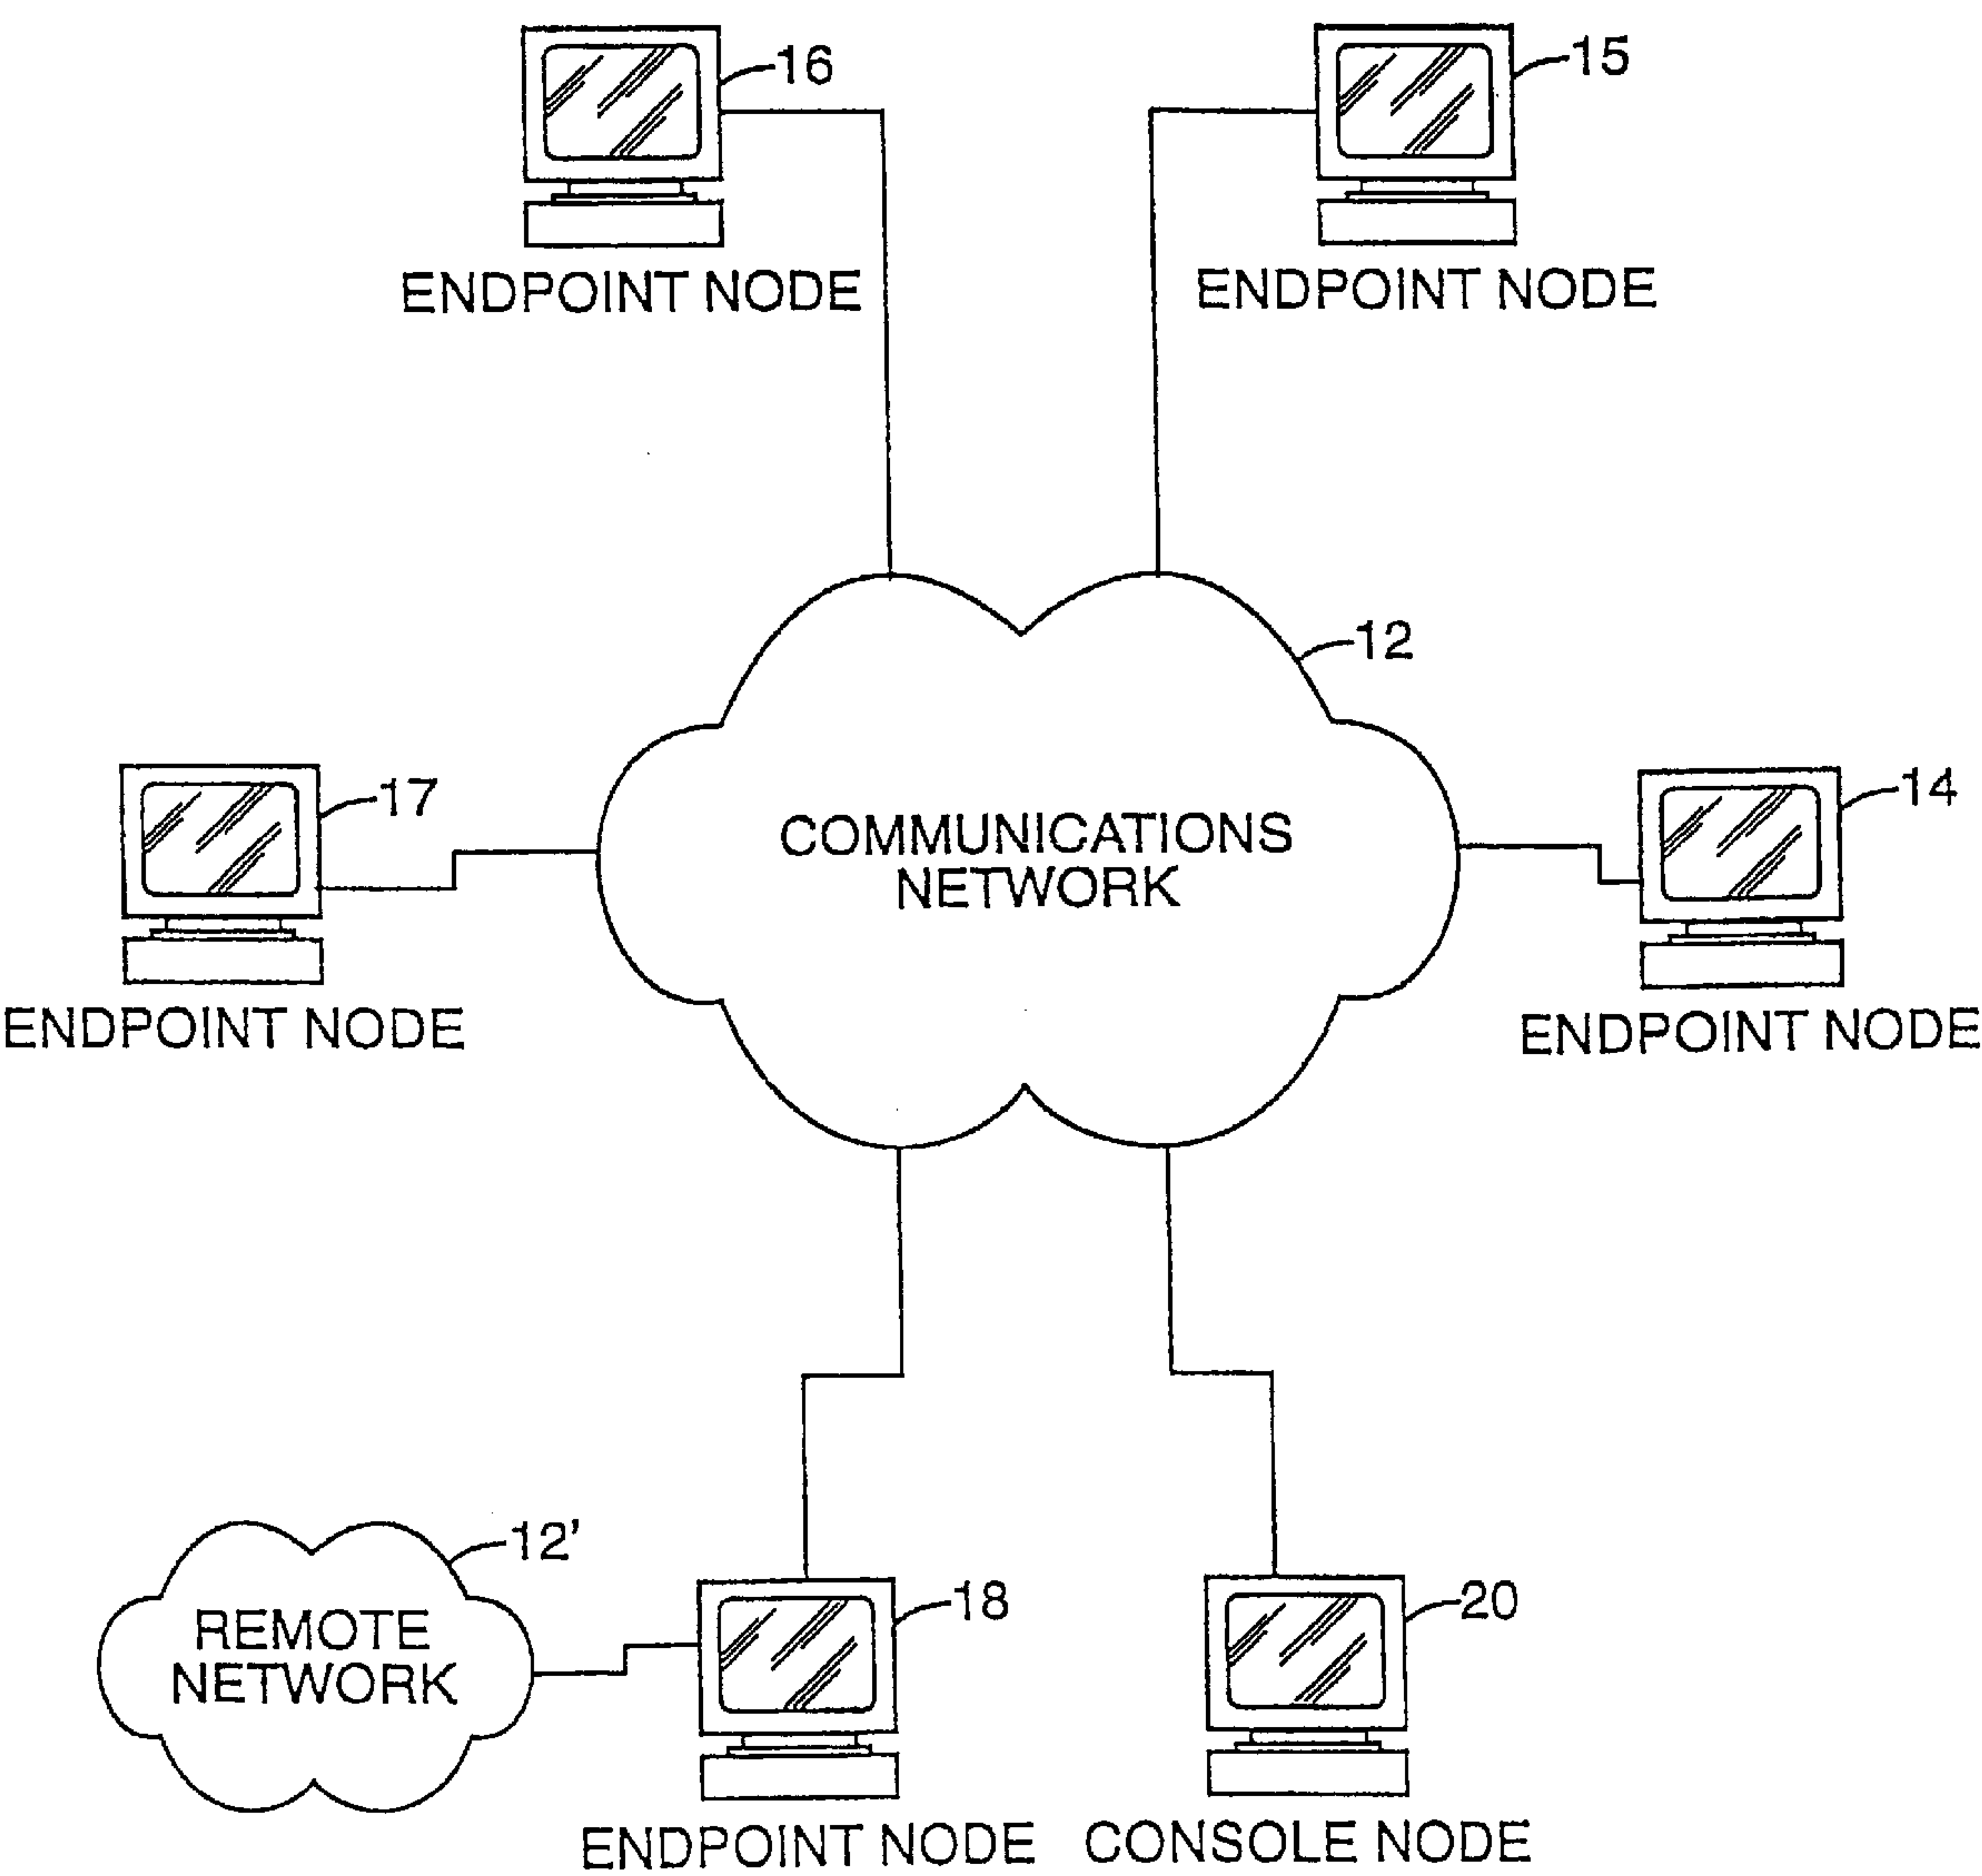 16
15
ENDPOINT NODE
ENDPOINT NODE
12
17
14
COMMUNICATIONS
NETWORK
ENDPOINT NODE
ENDPOINT NODE
12'
18
20
REMOTE
NETWORK
ENDPOINT NODE
CONSOLE NODE